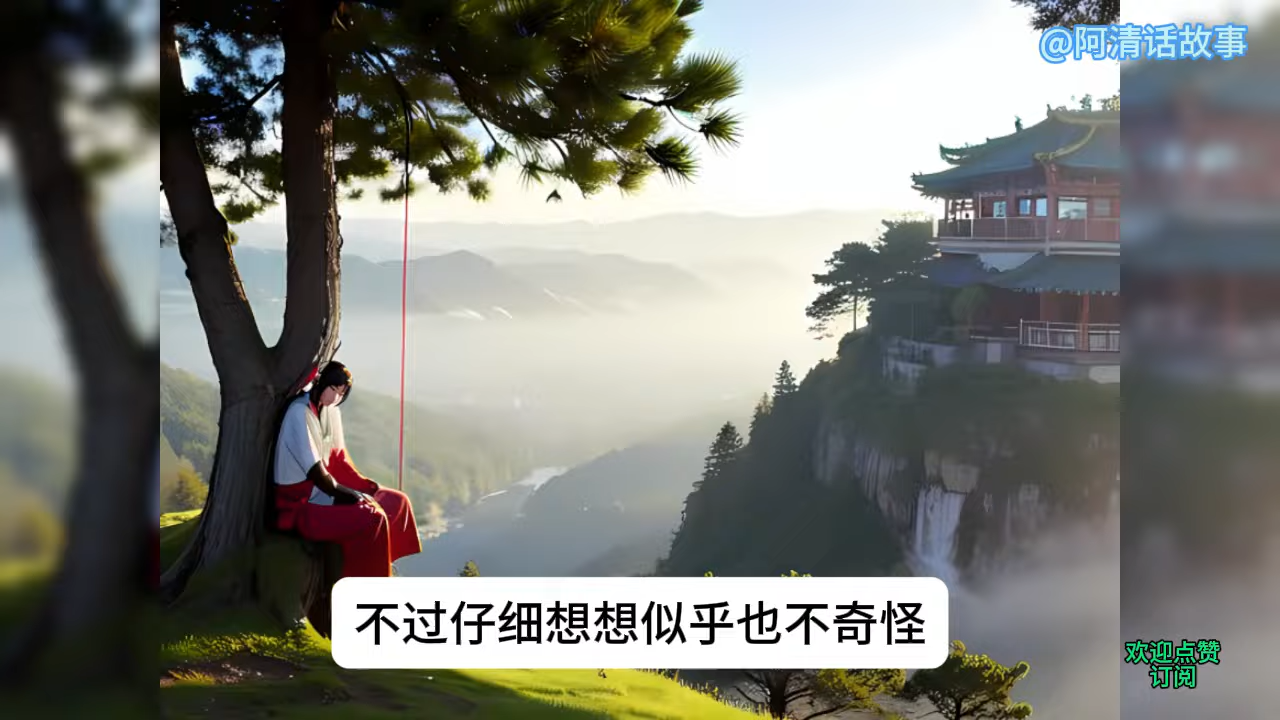 @阿清话故事
不过仔细想想似乎也不奇怪
欢迎点赞
订阅